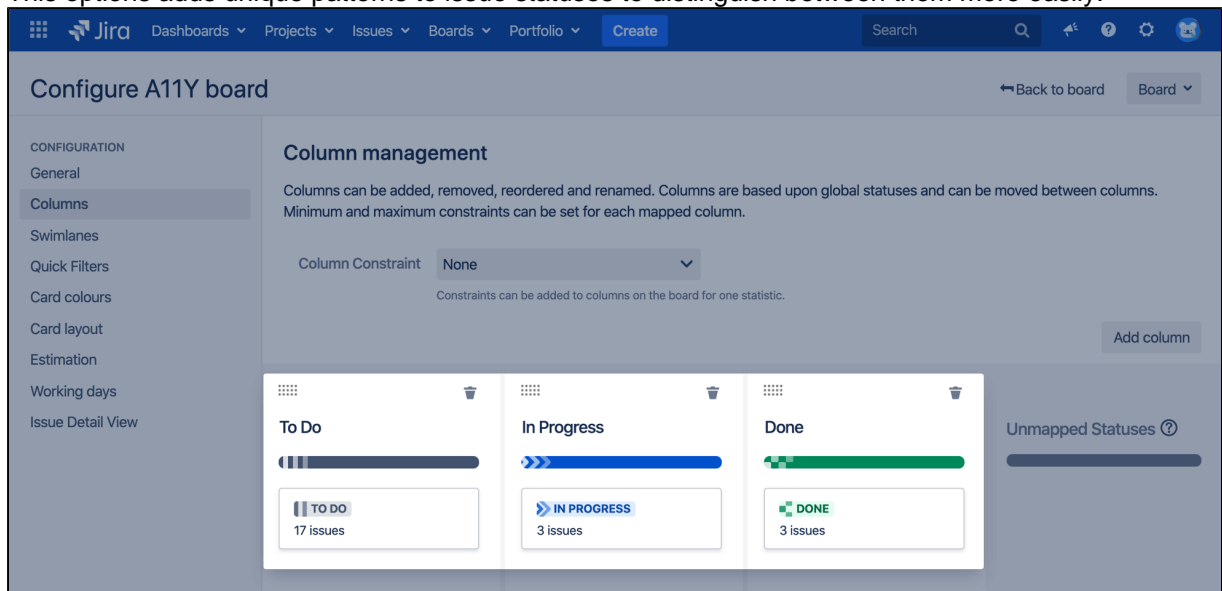 This options adds unique patterns to issue statuses to distinguish between them more easily.
Jira Dashboards Projects Issues Boards Portfolio Create Search
Configure A11Y board
Back to board Board
CONFIGURATION
General
Columns
Swimlanes
Quick Filters
Card colours
Card layout
Estimation
Working days
Issue Detail View
Column management
Columns can be added, removed, reordered and renamed. Columns are based upon global statuses and can be moved between columns.
Minimum and maximum constraints can be set for each mapped column.
Column Constraint None
Constraints can be added to columns on the board for one statistic.
Add column
To Do
TO DO
17 issues
In Progress
IN PROGRESS
3 issues
Done
DONE
3 issues
Unmapped Statuses